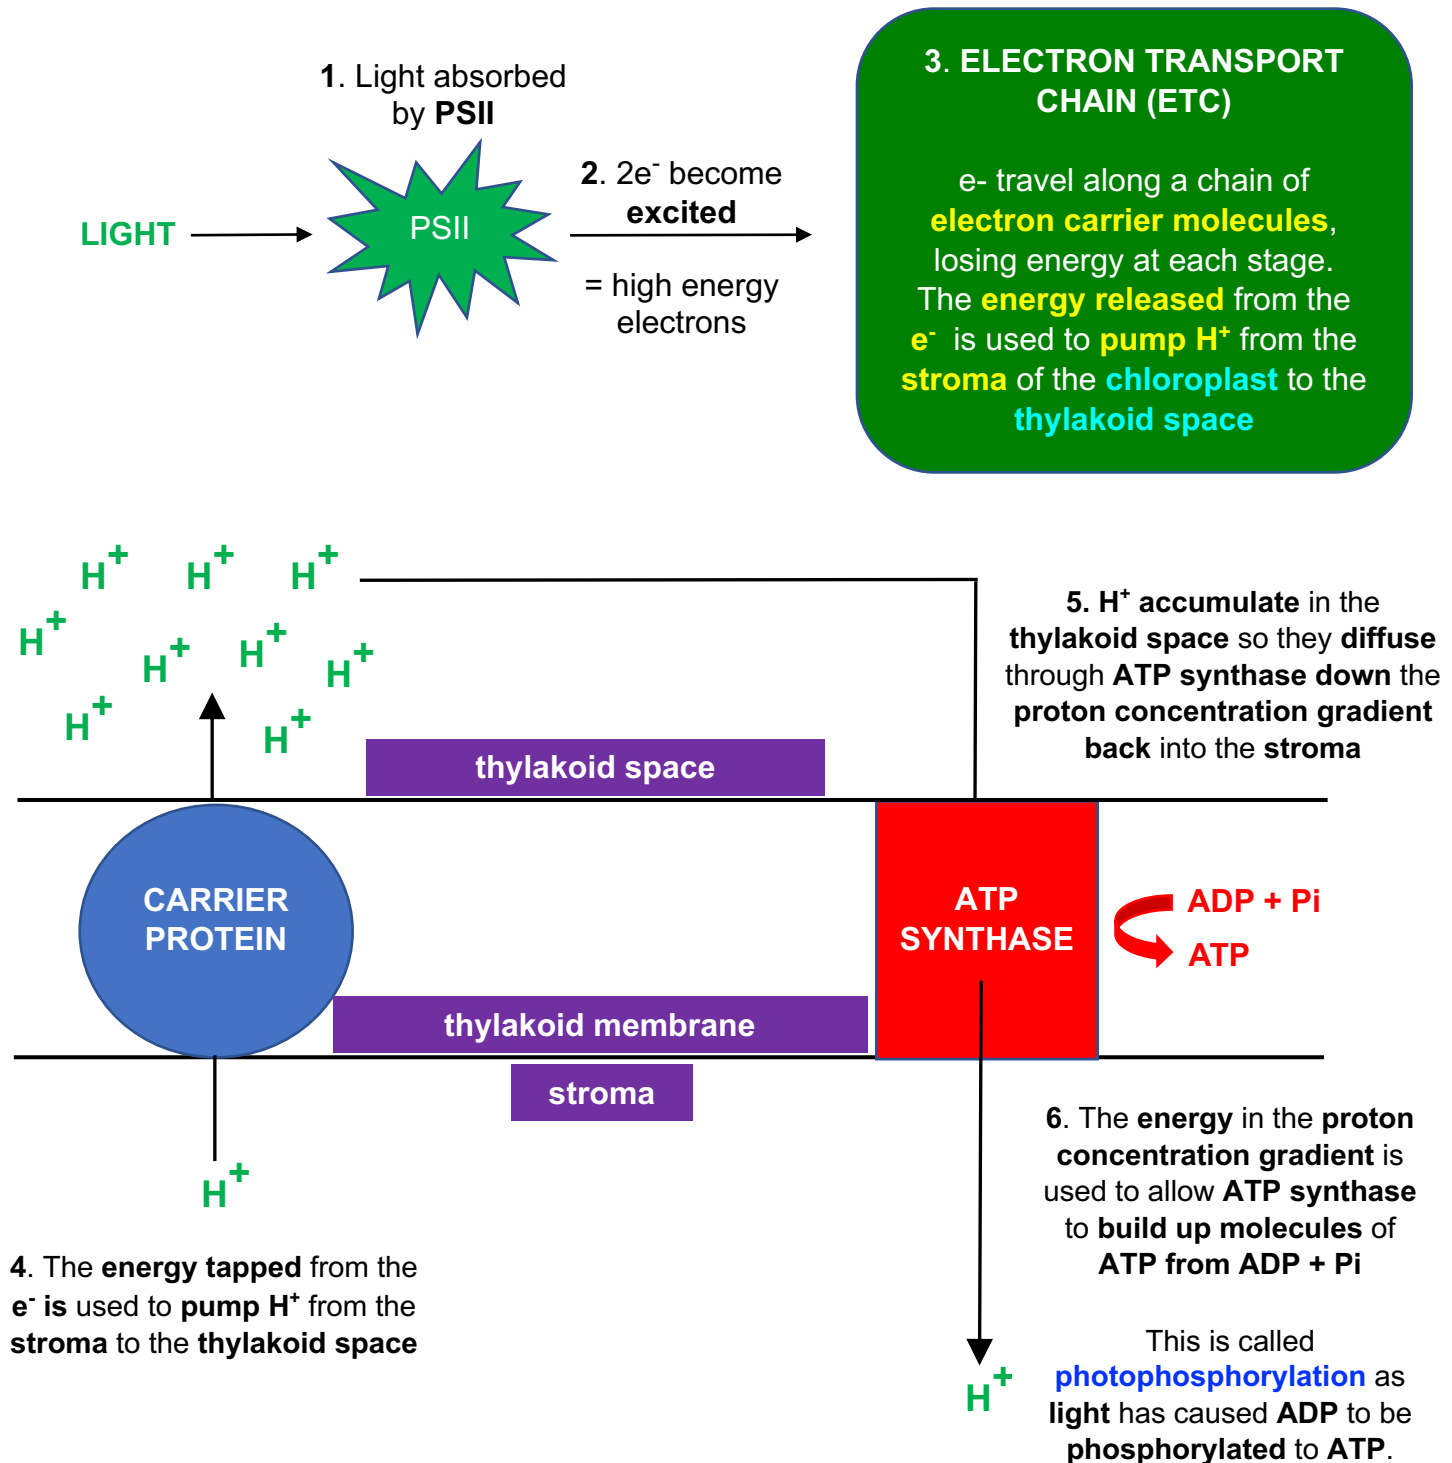 1. Light absorbed
by PSII
LIGHT
PSII
2. 2e⁻ become
excited
= high energy
electrons
3. ELECTRON TRANSPORT
CHAIN (ETC)
e- travel along a chain of
electron carrier molecules,
losing energy at each stage.
The energy released from the
e⁻ is used to pump H⁺ from the
stroma of the chloroplast to the
thylakoid space
H⁺ H⁺ H⁺
H⁺ H⁺ H⁺ H⁺
H⁺ H⁺
5. H⁺ accumulate in the
thylakoid space so they diffuse
through ATP synthase down the
proton concentration gradient
back into the stroma
thylakoid space
CARRIER
PROTEIN
ATP
SYNTHASE
ADP + Pi
ATP
thylakoid membrane
stroma
H⁺
4. The energy tapped from the
e⁻ is used to pump H⁺ from the
stroma to the thylakoid space
6. The energy in the proton
concentration gradient is
used to allow ATP synthase
to build up molecules of
ATP from ADP + Pi
H⁺
This is called
photophosphorylation as
light has caused ADP to be
phosphorylated to ATP.